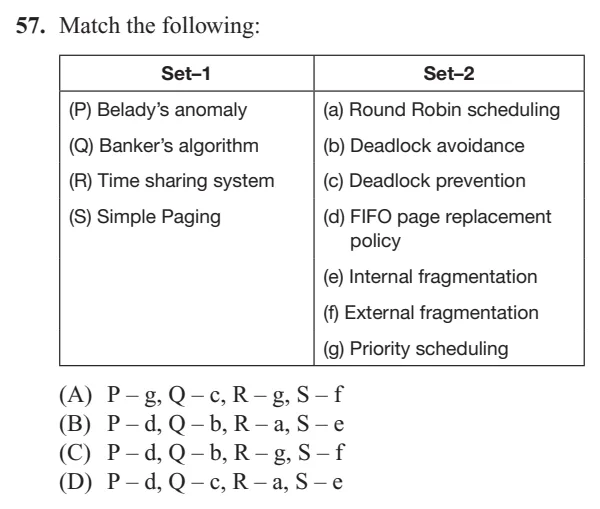 57. Match the following:
Set–1 Set–2
(P) Belady's anomaly (a) Round Robin scheduling
(Q) Banker's algorithm (b) Deadlock avoidance
(R) Time sharing system (c) Deadlock prevention
(S) Simple Paging (d) FIFO page replacement
policy
(e) Internal fragmentation
(f) External fragmentation
(g) Priority scheduling
(A) P – g, Q – c, R – g, S – f
(B) P – d, Q – b, R – a, S – e
(C) P – d, Q – b, R – g, S – f
(D) P – d, Q – c, R – a, S – e